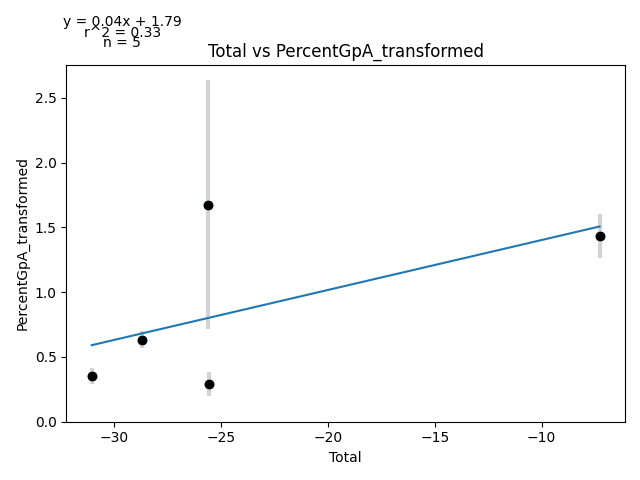 y = 0.04x + 1.79
r^2 = 0.33
n = 5
Total vs PercentGpA_transformed
PercentGpA_transformed
2.5
2.0
1.5
1.0
0.5
0.0
−30
−25
−20
−15
−10
Total